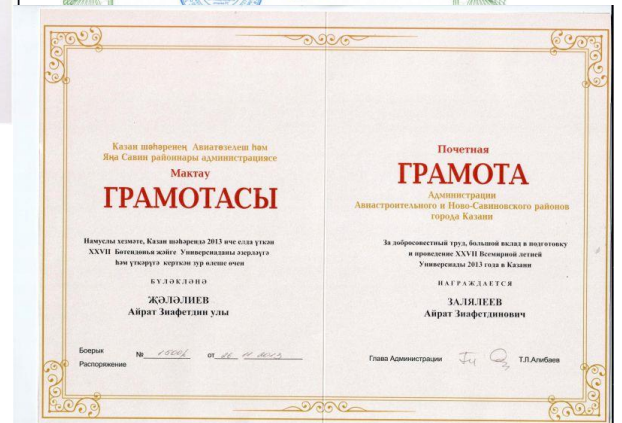 Казан шәһәренең Авиатөзелеш һәм
Яңа Савин районнары администрациясе
Мактау
ГРАМОТАСЫ
Намуслы хезмәте, Казан шәһәрендә 2013 нче елда үткән
XXVII Бөтендөнья җәйге Универсиаданы әзерләүгә
һәм үткәрүгә керткән зур өлеше өчен
БҮЛӘКЛӘНӘ
ҖӘЛӘЛИЕВ
Айрат Зиафетдин улы
Боерык
Распоряжение
№ от
Почетная
ГРАМОТА
Администрации
Авиастроительного и Ново-Савиновского районов
города Казани
За добросовестный труд, большой вклад в подготовку
и проведение XXVII Всемирной летней
Универсиады 2013 года в Казани
НАГРАЖДАЕТСЯ
ЗАЛЯЛЕЕВ
Айрат Зиафетдинович
Глава Администрации Т.Л.Алибаев